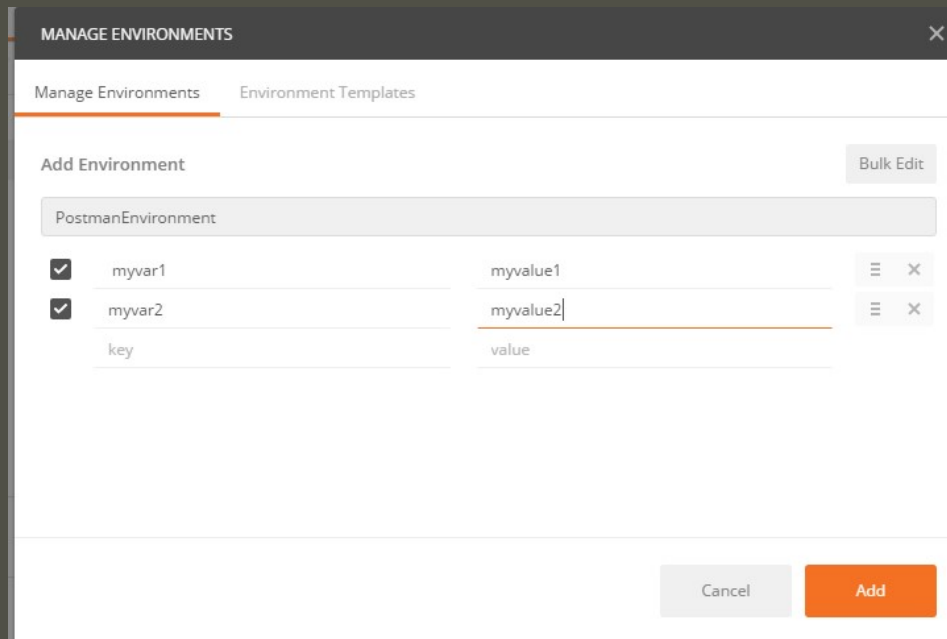 MANAGE ENVIRONMENTS
Manage Environments Environment Templates
Add Environment Bulk Edit
PostmanEnvironment
myvar1 myvalue1
myvar2 myvalue2
key value
Cancel Add